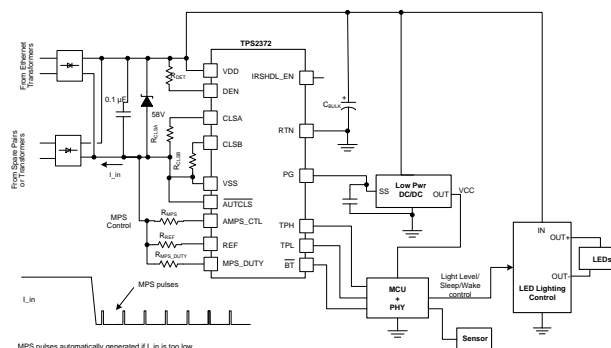 From Ethernet
Transformers
From Spare Pairs
or Transformers
0.1 µF
58V
RDET
RCLSA
RCLSB
I_in
MPS
Control
RMPS
RREF
RMPS_DUTY
TPS2372
VDD
DEN
CLSA
CLSB
VSS
AUTCLS
AMPS_CTL
REF
MPS_DUTY
IRSHDL_EN
RTN
PG
TPH
TPL
BT
CBULK
+
SS
Low Pwr
DC/DC
OUT
VCC
MCU
+
PHY
Light Level/
Sleep/Wake
control
Sensor
IN
OUT+
OUT-
LED Lighting
Control
LEDs
I_in
MPS pulses
MPS pulses automatically generated if I_in is too low